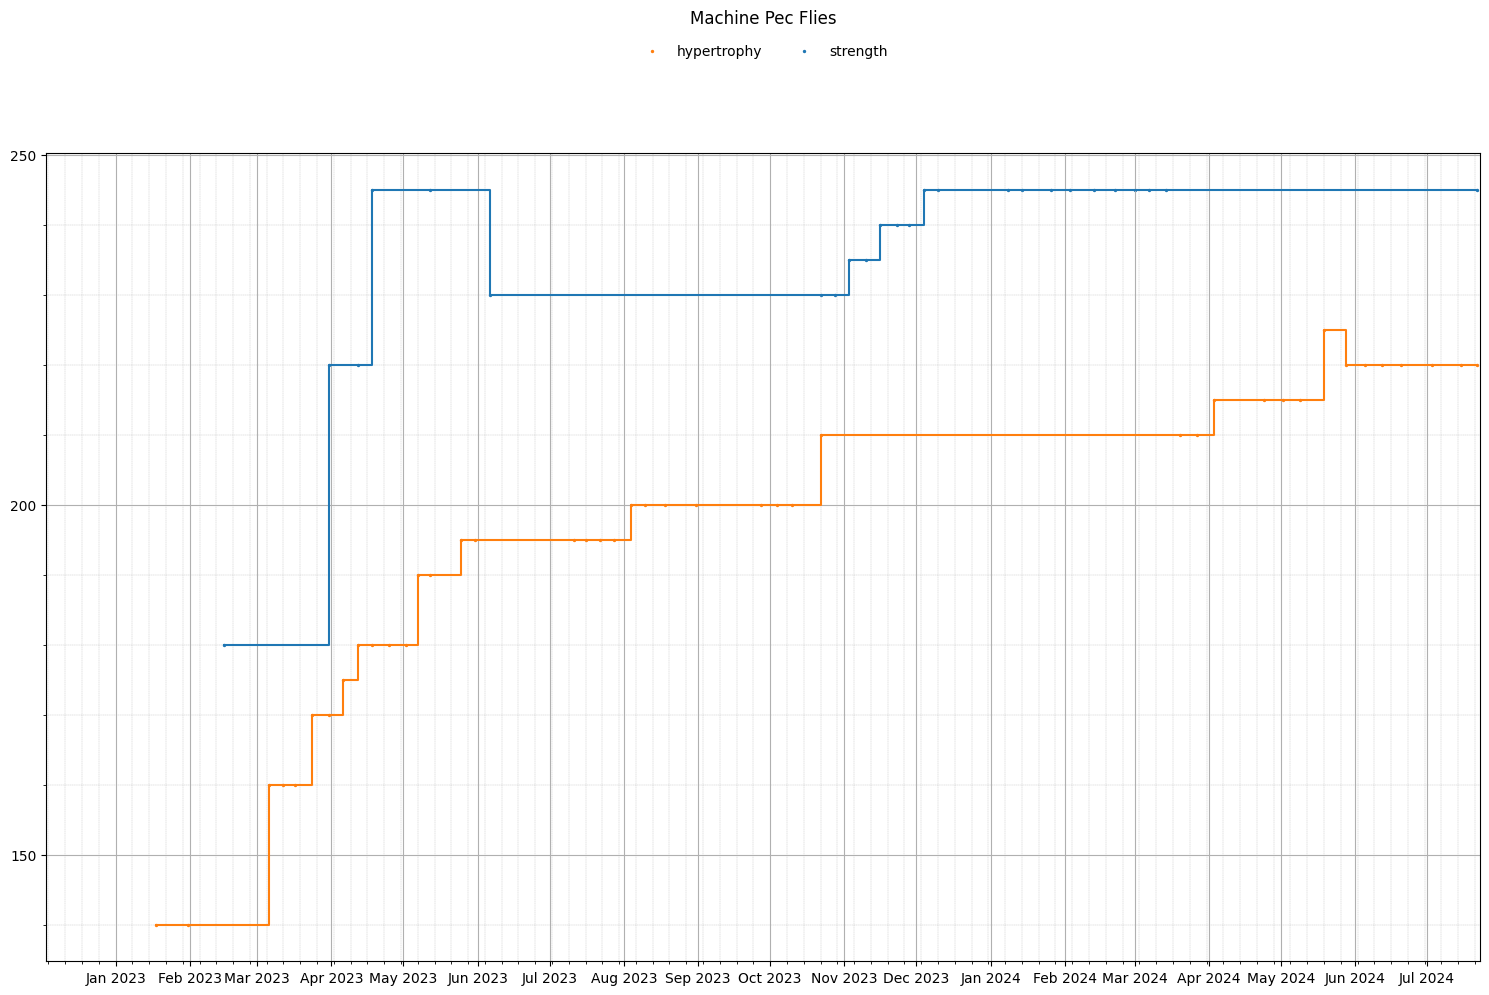 Machine Pec Flies
hypertrophy strength
250
200
150
Jan 2023 Feb 2023 Mar 2023 Apr 2023 May 2023 Jun 2023 Jul 2023 Aug 2023 Sep 2023 Oct 2023 Nov 2023 Dec 2023 Jan 2024 Feb 2024 Mar 2024 Apr 2024 May 2024 Jun 2024 Jul 2024